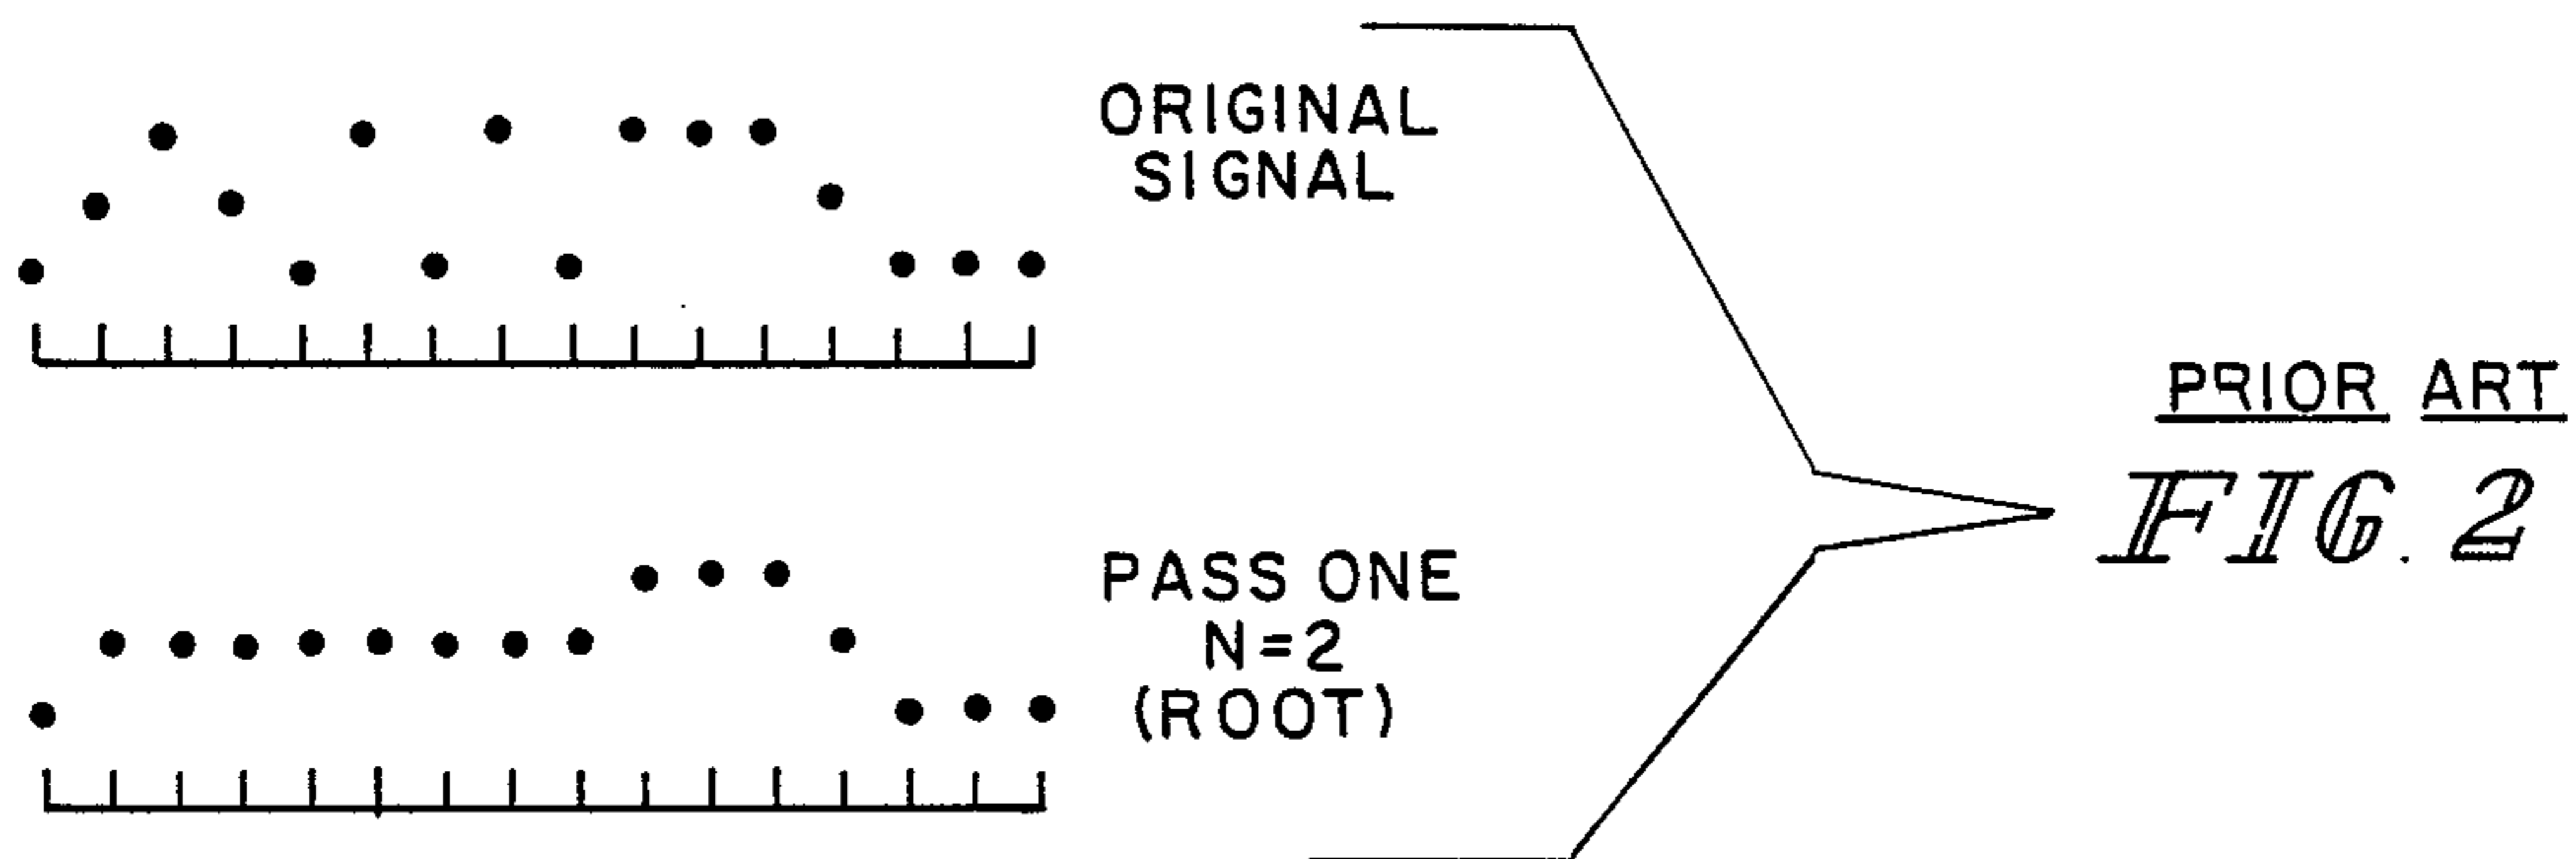 ORIGINAL
SIGNAL
PASS ONE
N=2
(ROOT)
PRIOR ART
FIG. 2